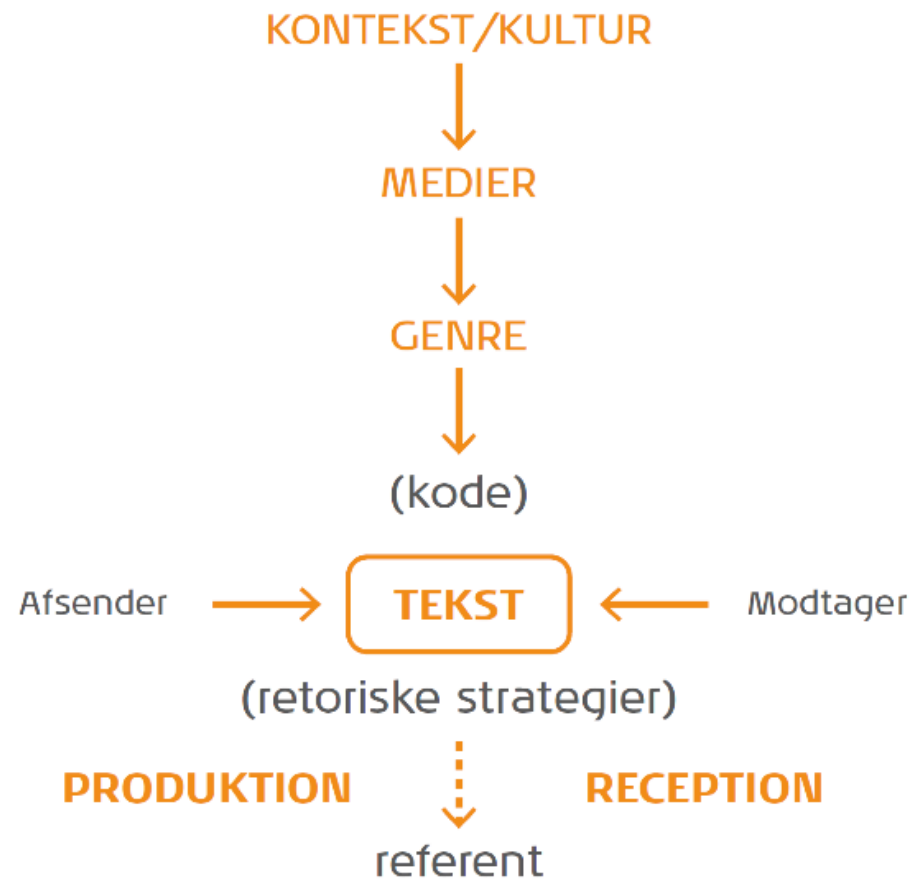 KONTEKST/KULTUR
MEDIER
GENRE
(kode)
Afsender TEKST Modtager
(retoriske strategier)
PRODUKTION RECEPTION
referent